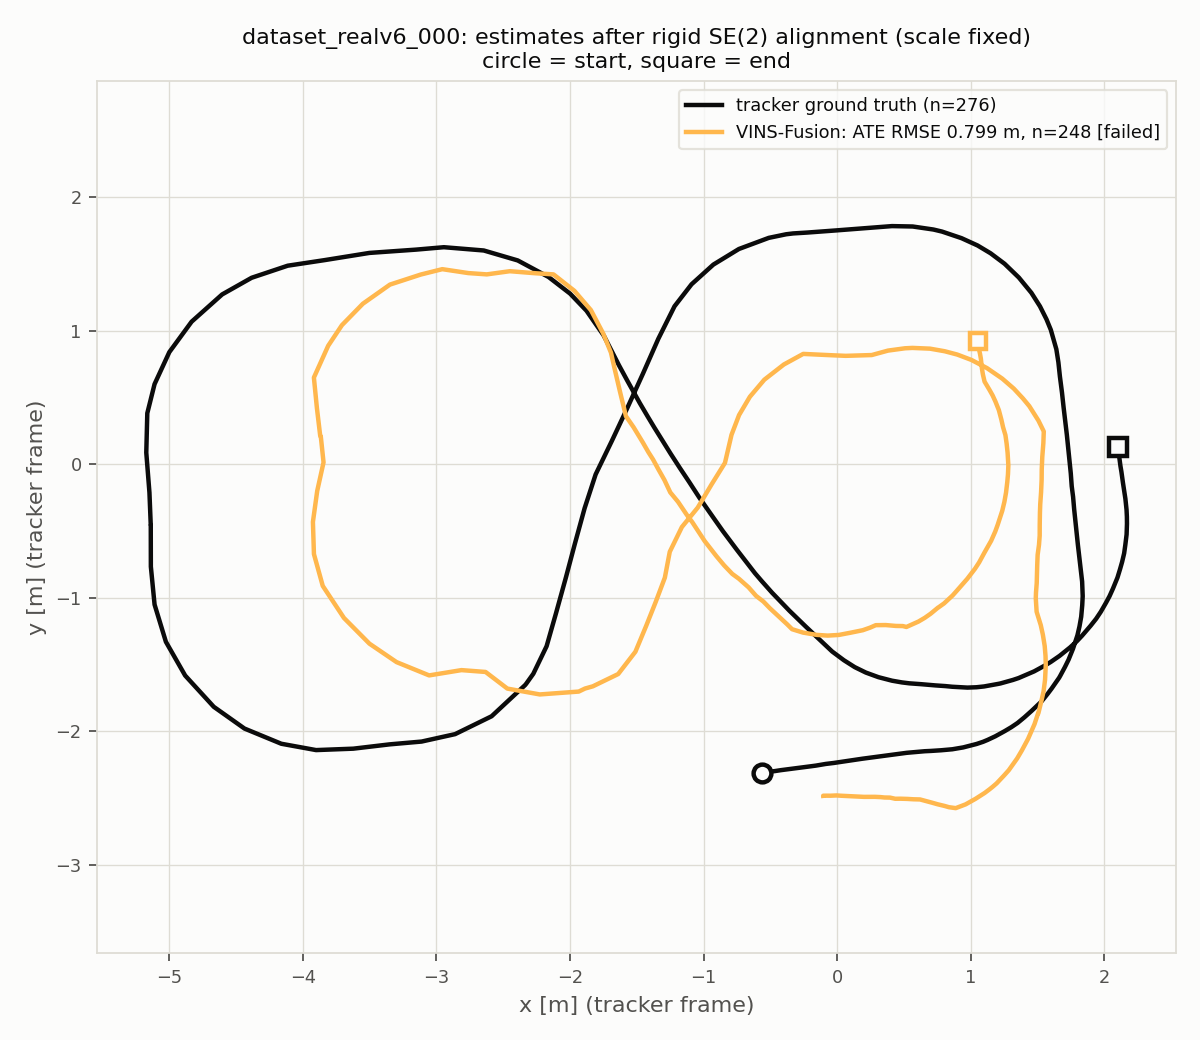 dataset_realv6_000: estimates after rigid SE(2) alignment (scale fixed)
circle = start, square = end
tracker ground truth (n=276)
VINS-Fusion: ATE RMSE 0.799 m, n=248 [failed]
y [m] (tracker frame)
2
1
0
−1
−2
−3
−5
−4
−3
−2
−1
0
1
2
x [m] (tracker frame)